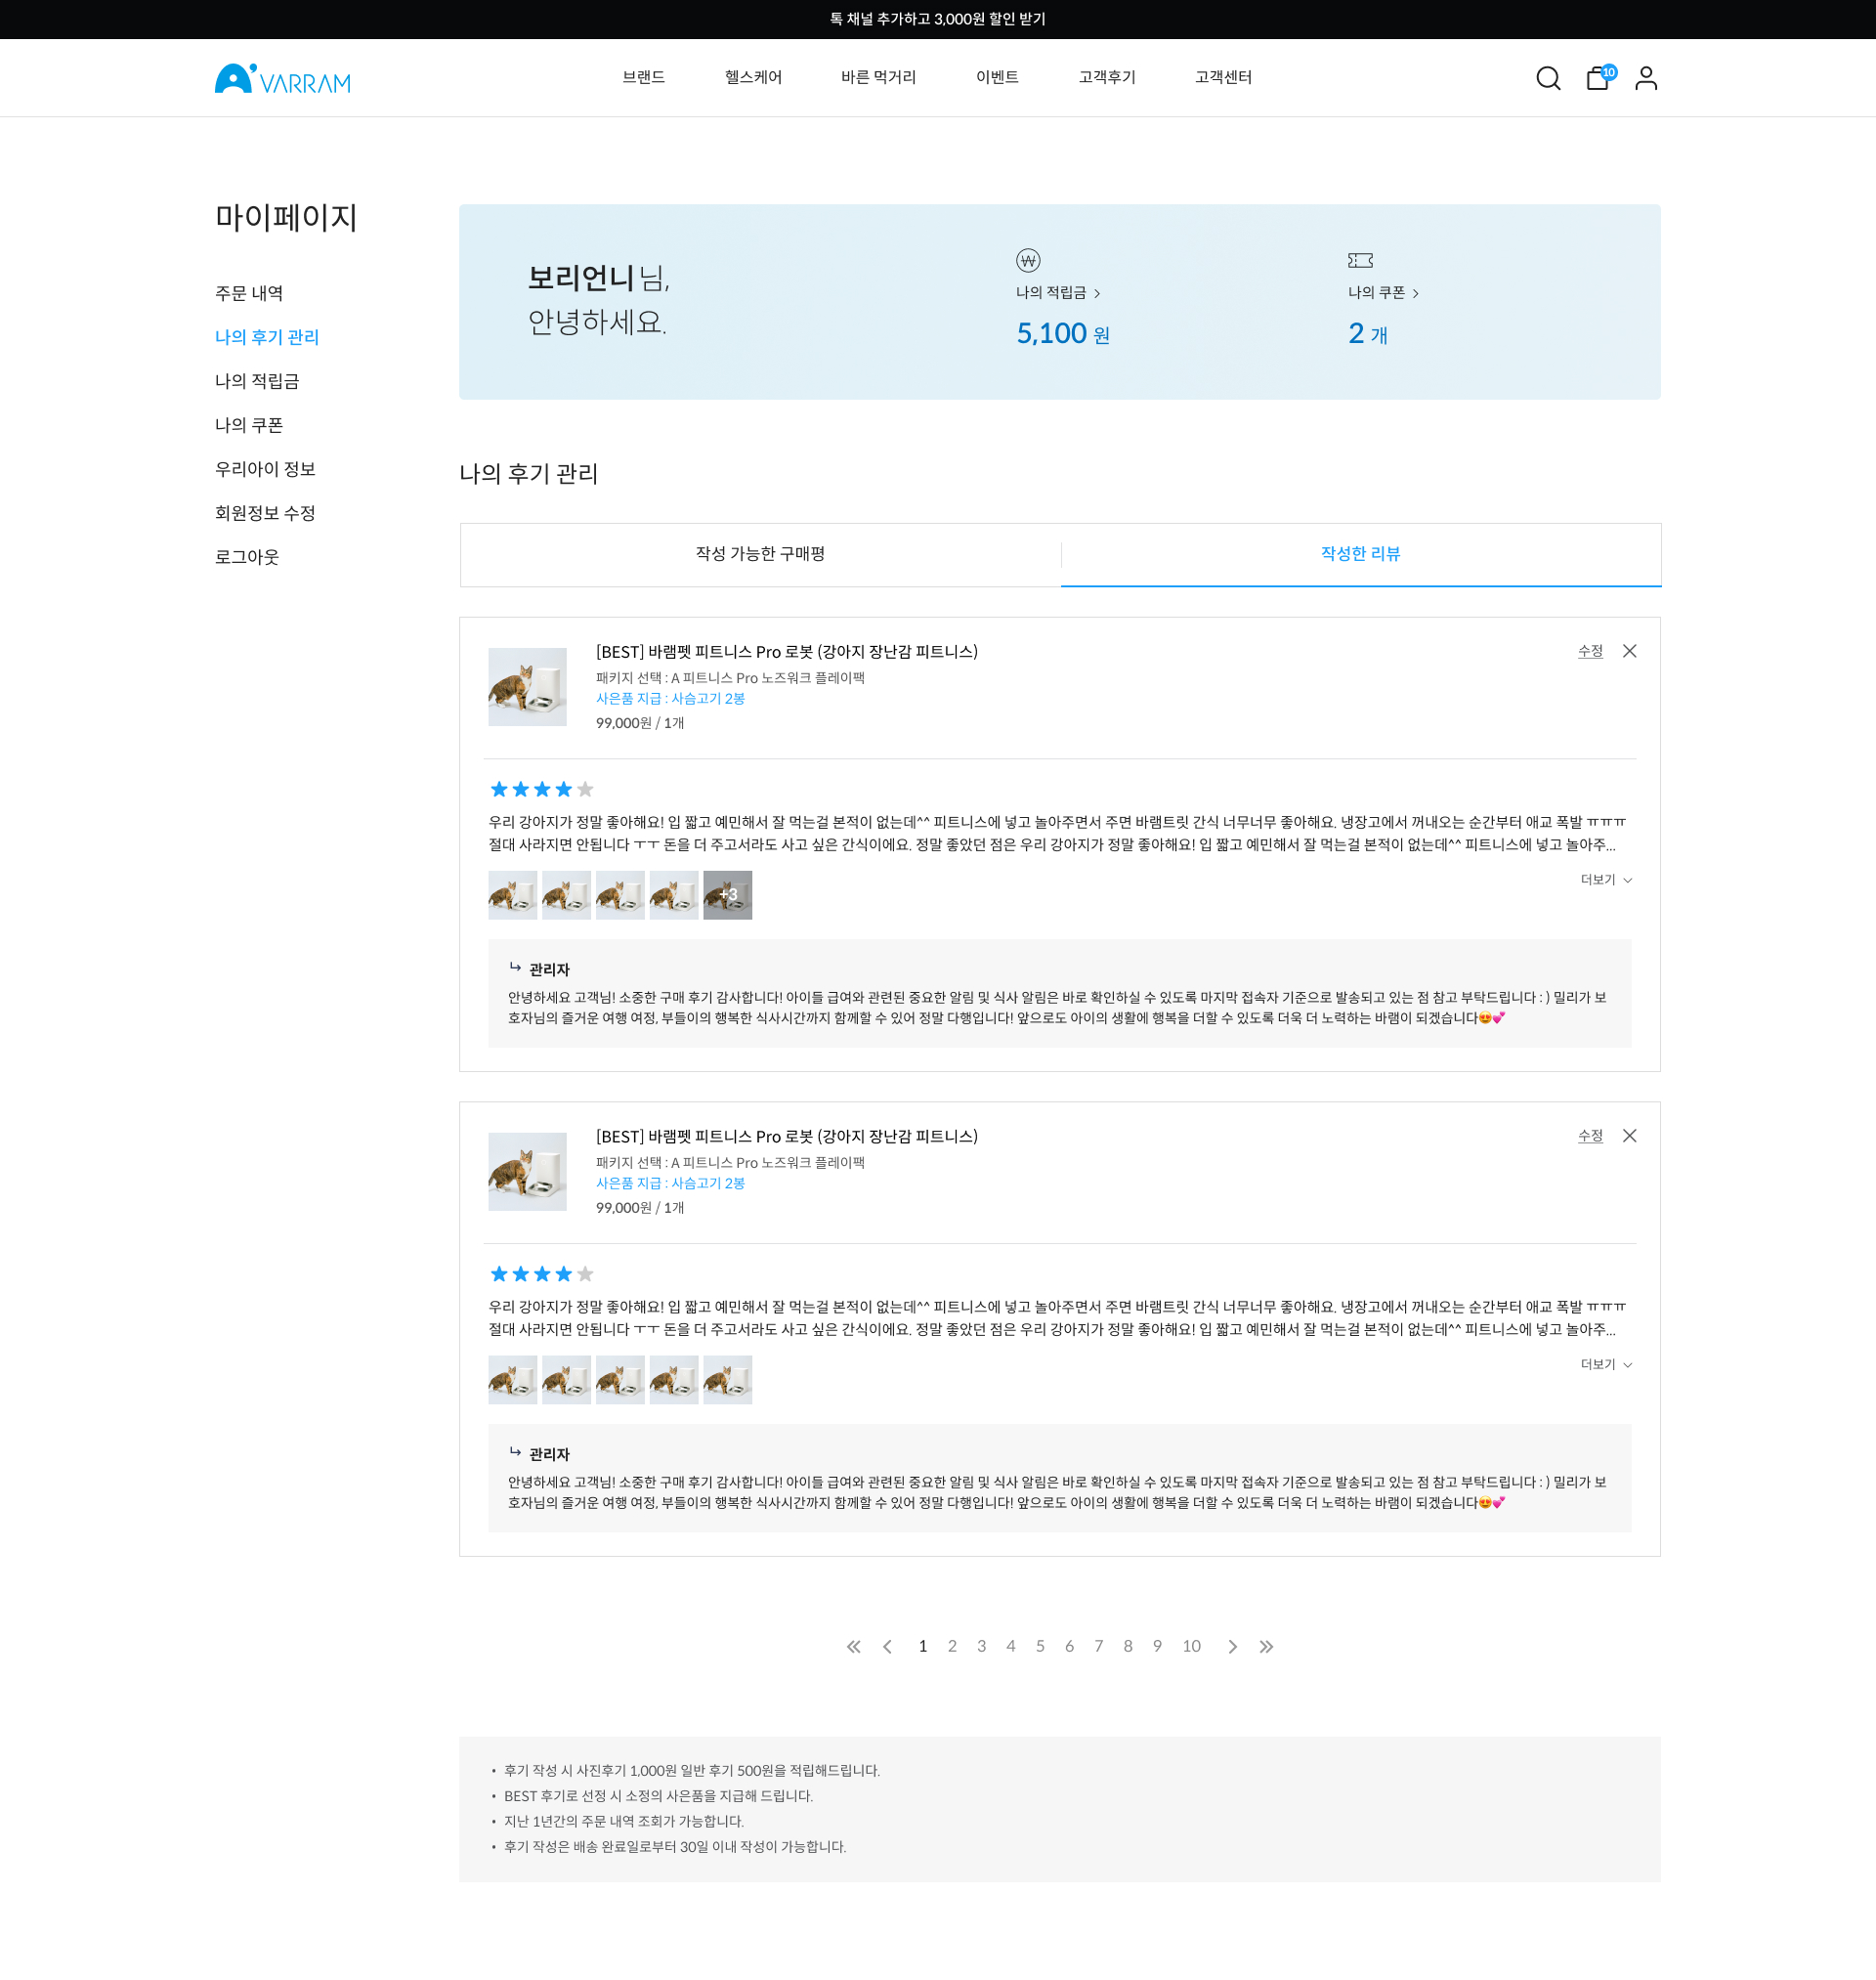 톡 채널 추가하고 3,000원 할인 받기
VARRAM
브랜드
헬스케어
바른 먹거리
이벤트
고객후기
고객센터
10
마이페이지
주문 내역
나의 후기 관리
나의 적립금
나의 쿠폰
우리아이 정보
회원정보 수정
로그아웃
보리언니 님,
안녕하세요.
나의 적립금
5,100 원
나의 쿠폰
2 개
나의 후기 관리
작성 가능한 구매평
작성한 리뷰
[BEST] 바램펫 피트니스 Pro 로봇 (강아지 장난감 피트니스)
수정
패키지 선택 : A 피트니스 Pro 노즈워크 플레이팩
사은품 지급 : 사슴고기 2봉
99,000원 / 1개
우리 강아지가 정말 좋아해요! 입 짧고 예민해서 잘 먹는걸 본적이 없는데^^ 피트니스에 넣고 놀아주면서 주면 바램트릿 간식 너무너무 좋아해요. 냉장고에서 꺼내오는 순간부터 애교 폭발 ㅠㅠㅠ
절대 사라지면 안됩니다 ㅜㅜ 돈을 더 주고서라도 사고 싶은 간식이에요. 정말 좋았던 점은 우리 강아지가 정말 좋아해요! 입 짧고 예민해서 잘 먹는걸 본적이 없는데^^ 피트니스에 넣고 놀아주...
+3
더보기
관리자
안녕하세요 고객님! 소중한 구매 후기 감사합니다! 아이들 급여와 관련된 중요한 알림 및 식사 알림은 바로 확인하실 수 있도록 마지막 접속자 기준으로 발송되고 있는 점 참고 부탁드립니다 : ) 밀리가 보
호자님의 즐거운 여행 여정, 부들이의 행복한 식사시간까지 함께할 수 있어 정말 다행입니다! 앞으로도 아이의 생활에 행복을 더할 수 있도록 더욱 더 노력하는 바램이 되겠습니다😍💕
[BEST] 바램펫 피트니스 Pro 로봇 (강아지 장난감 피트니스)
수정
패키지 선택 : A 피트니스 Pro 노즈워크 플레이팩
사은품 지급 : 사슴고기 2봉
99,000원 / 1개
우리 강아지가 정말 좋아해요! 입 짧고 예민해서 잘 먹는걸 본적이 없는데^^ 피트니스에 넣고 놀아주면서 주면 바램트릿 간식 너무너무 좋아해요. 냉장고에서 꺼내오는 순간부터 애교 폭발 ㅠㅠㅠ
절대 사라지면 안됩니다 ㅜㅜ 돈을 더 주고서라도 사고 싶은 간식이에요. 정말 좋았던 점은 우리 강아지가 정말 좋아해요! 입 짧고 예민해서 잘 먹는걸 본적이 없는데^^ 피트니스에 넣고 놀아주...
더보기
관리자
안녕하세요 고객님! 소중한 구매 후기 감사합니다! 아이들 급여와 관련된 중요한 알림 및 식사 알림은 바로 확인하실 수 있도록 마지막 접속자 기준으로 발송되고 있는 점 참고 부탁드립니다 : ) 밀리가 보
호자님의 즐거운 여행 여정, 부들이의 행복한 식사시간까지 함께할 수 있어 정말 다행입니다! 앞으로도 아이의 생활에 행복을 더할 수 있도록 더욱 더 노력하는 바램이 되겠습니다😍💕
1 2 3 4 5 6 7 8 9 10
• 후기 작성 시 사진후기 1,000원 일반 후기 500원을 적립해드립니다.
• BEST 후기로 선정 시 소정의 사은품을 지급해 드립니다.
• 지난 1년간의 주문 내역 조회가 가능합니다.
• 후기 작성은 배송 완료일로부터 30일 이내 작성이 가능합니다.